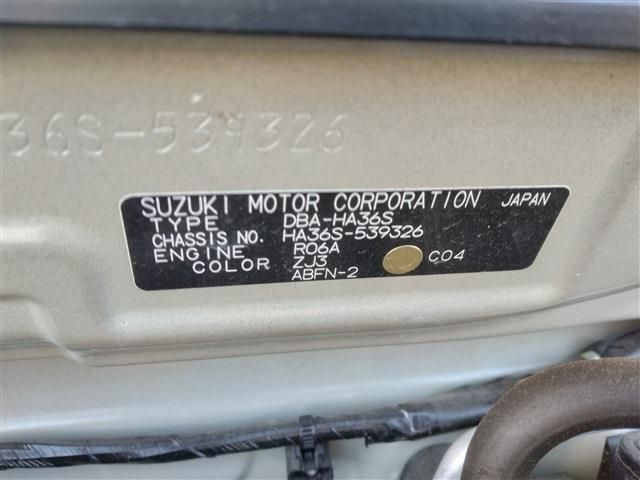 36S-539326
SUZUKI MOTOR CORPORATION JAPAN
TYPE DBA-HA36S
CHASSIS NO. HA36S-539326
ENGINE R06A
COLOR ZJ3 C04
ABFN-2